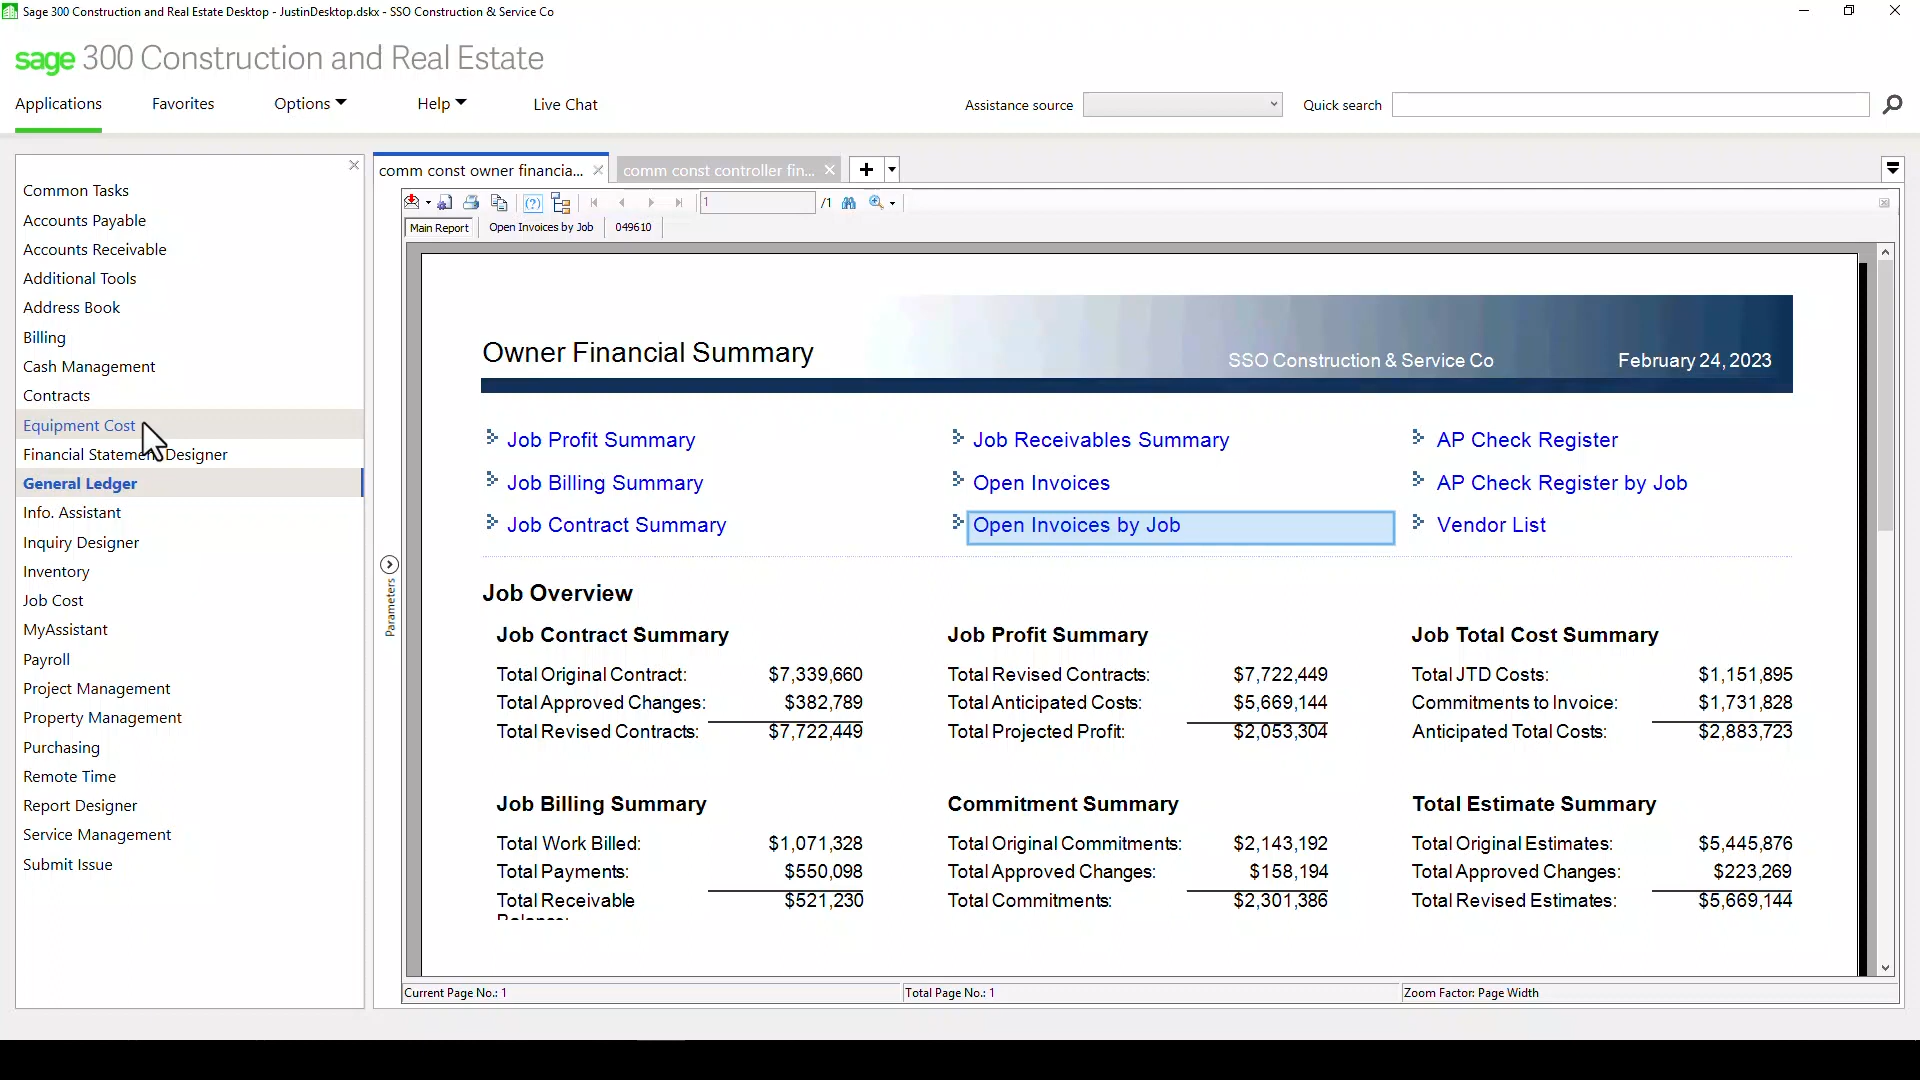 Sage 300 Construction and Real Estate Desktop - JustinDesktop.dskx - SSO Construction & Service Co
sage 300 Construction and Real Estate
Applications Favorites Options Help Live Chat Assistance source Quick search
comm const owner financia... comm const controller fin...
1 /1
Main Report Open Invoices by Job 049610
Common Tasks
Accounts Payable
Accounts Receivable
Additional Tools
Address Book
Billing
Cash Management
Contracts
Equipment Cost
Financial Statement Designer
General Ledger
Info. Assistant
Inquiry Designer
Inventory
Job Cost
MyAssistant
Payroll
Project Management
Property Management
Purchasing
Remote Time
Report Designer
Service Management
Submit Issue
Parameters
Owner Financial Summary SSO Construction & Service Co February 24, 2023
Job Profit Summary Job Receivables Summary AP Check Register
Job Billing Summary Open Invoices AP Check Register by Job
Job Contract Summary Open Invoices by Job Vendor List
Job Overview
Job Contract Summary Job Profit Summary Job Total Cost Summary
Total Original Contract: $7,339,660 Total Revised Contracts: $7,722,449 Total JTD Costs: $1,151,895
Total Approved Changes: $382,789 Total Anticipated Costs: $5,669,144 Commitments to Invoice: $1,731,828
Total Revised Contracts: $7,722,449 Total Projected Profit: $2,053,304 Anticipated Total Costs: $2,883,723
Job Billing Summary Commitment Summary Total Estimate Summary
Total Work Billed: $1,071,328 Total Original Commitments: $2,143,192 Total Original Estimates: $5,445,876
Total Payments: $550,098 Total Approved Changes: $158,194 Total Approved Changes: $223,269
Total Receivable $521,230 Total Commitments: $2,301,386 Total Revised Estimates: $5,669,144
Current Page No.: 1 Total Page No.: 1 Zoom Factor: Page Width